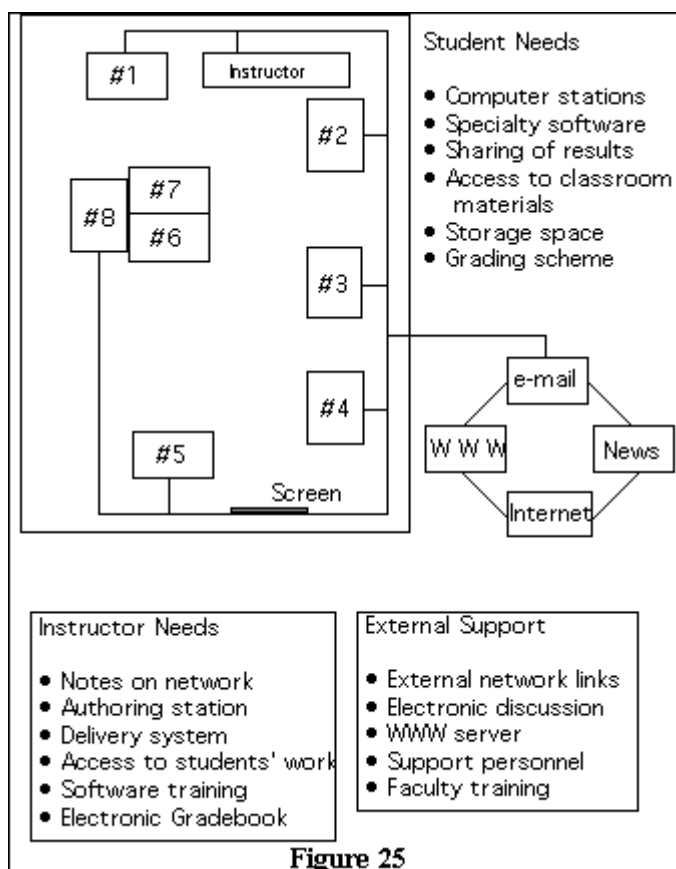 #1
Instructor
#2
#7
#8
#6
#3
#4
#5
Screen
Student Needs
● Computer stations
● Specialty software
● Sharing of results
● Access to classroom
materials
● Storage space
● Grading scheme
e-mail
W W W
News
Internet
Instructor Needs
● Notes on network
● Authoring station
● Delivery system
● Access to students' work
● Software training
● Electronic Gradebook
External Support
● External network links
● Electronic discussion
● WWW server
● Support personnel
● Faculty training
Figure 25